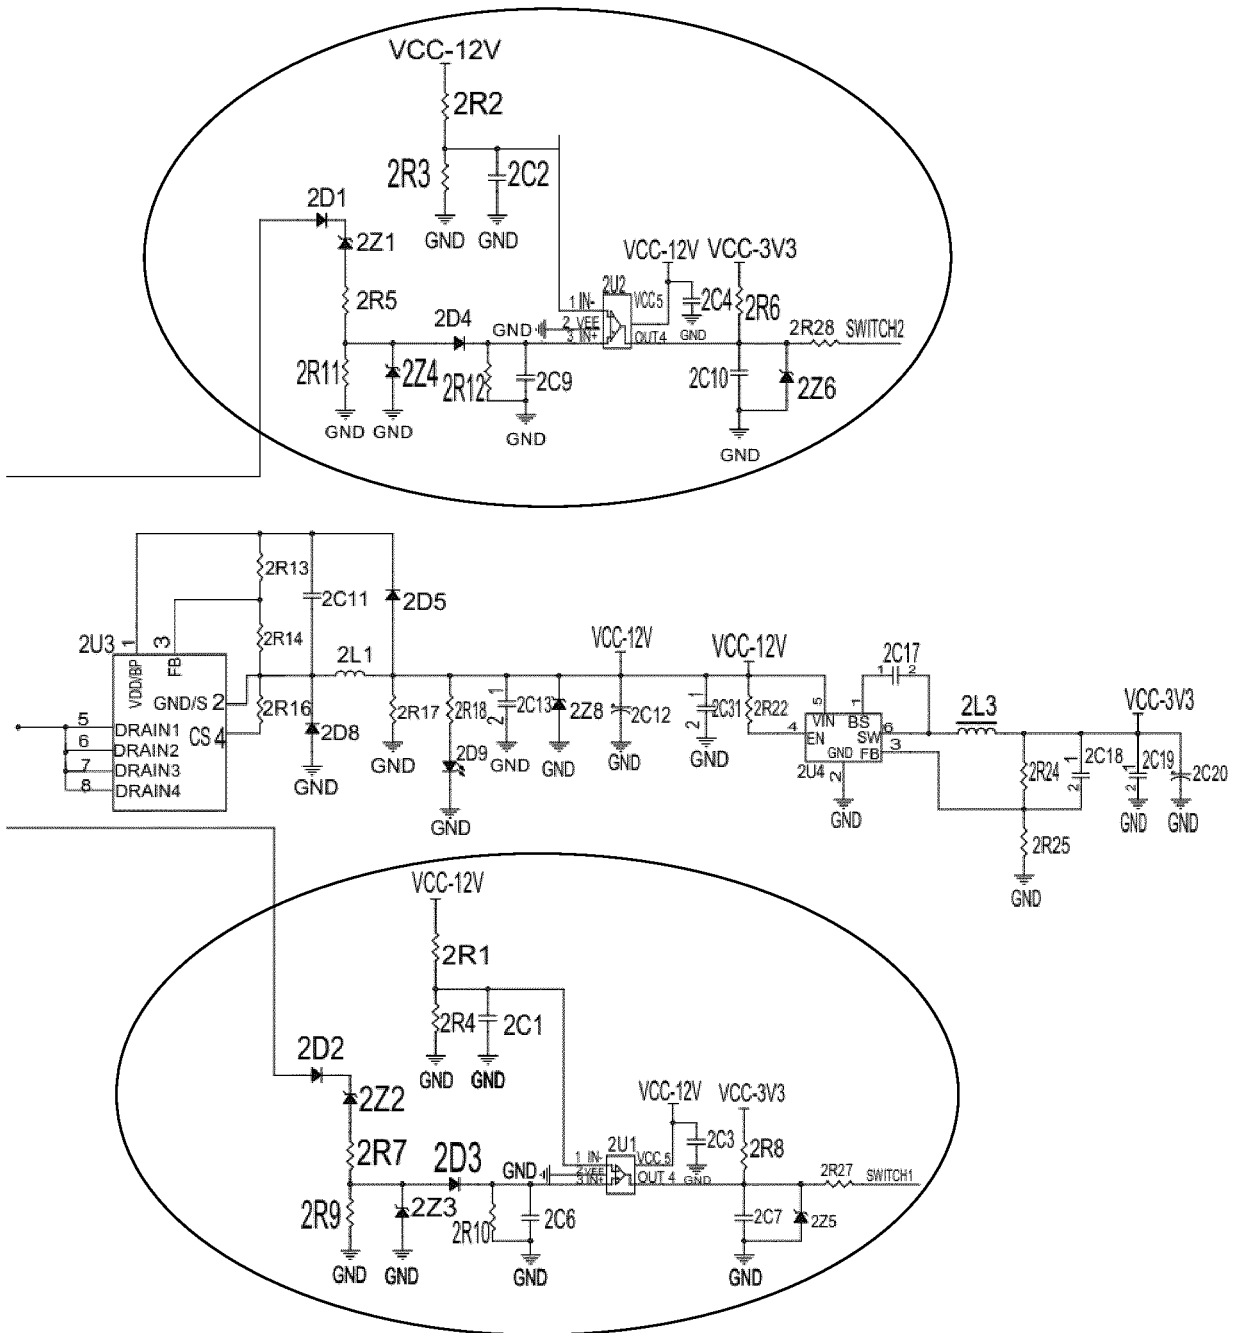 VCC-12V
2R2
2R3 2C2
2D1
2Z1 GND GND VCC-12V VCC-3V3
2R5 2U2 VCC 5 2C4 2R6
1 IN-
2D4 GND 2 VEE GND 2R28 SWITCH2
3 IN+ OUT4
2R11 2Z4 2R12 2C9 2C10 2Z6
GND GND GND GND
2R13
2C11 2D5
2U3 1 3 2R14 VCC-12V VCC-12V 2C17
1 2
VDD/BP FB 2L1
GND/S 2 2R16 2R17 2R18 1 2C13 2 2Z8 2C12 1 2C31 2 2R22 5 1 2L3 VCC-3V3
5 DRAIN1 CS 4 2D8 4 VIN BS 6
EN SW
6 DRAIN2 2D9 GND FB 3
7 DRAIN3 GND GND GND GND GND GND 2U4 2 2R24 1 2C18 2 1 2C19 2 2C20
8 DRAIN4 GND GND GND GND
2R25
GND
VCC-12V
2R1
2R4 2C1
2D2 GND GND VCC-12V VCC-3V3
2Z2
2R7 2D3 2U1 2C3 2R8
1 IN- VCC 5
GND 2 VEE GND 2R27 SWITCH1
3 IN+ OUT 4
2R9 2Z3 2R10 2C6 2C7 2Z5
GND GND GND GND